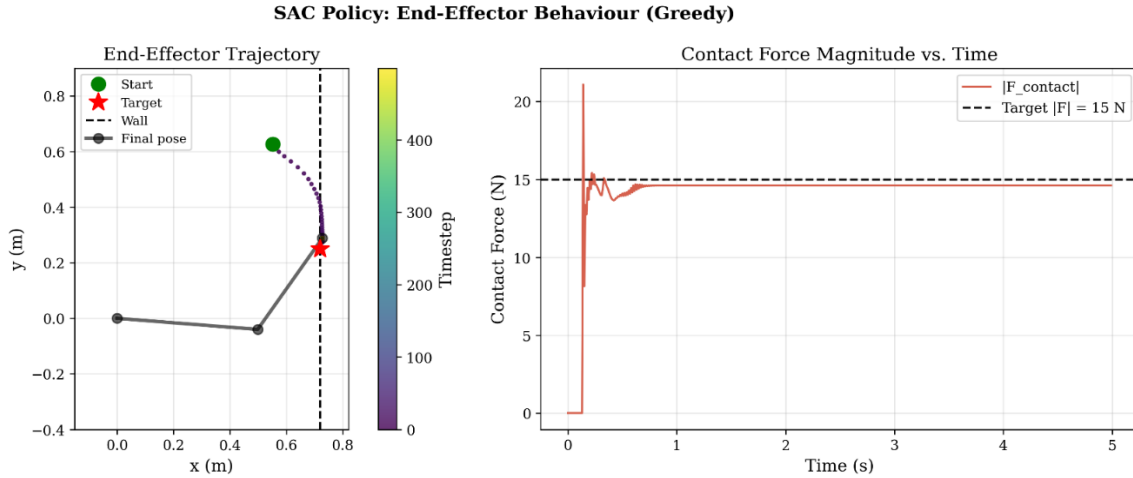 SAC Policy: End-Effector Behaviour (Greedy)
End-Effector Trajectory
Start
Target
Wall
Final pose
0.8
0.6
0.4
0.2
0.0
−0.2
−0.4
y (m)
0.0 0.2 0.4 0.6 0.8
x (m)
400
300
200
100
0
Timestep
Contact Force Magnitude vs. Time
|F_contact|
Target |F| = 15 N
20
15
10
5
0
Contact Force (N)
0 1 2 3 4 5
Time (s)